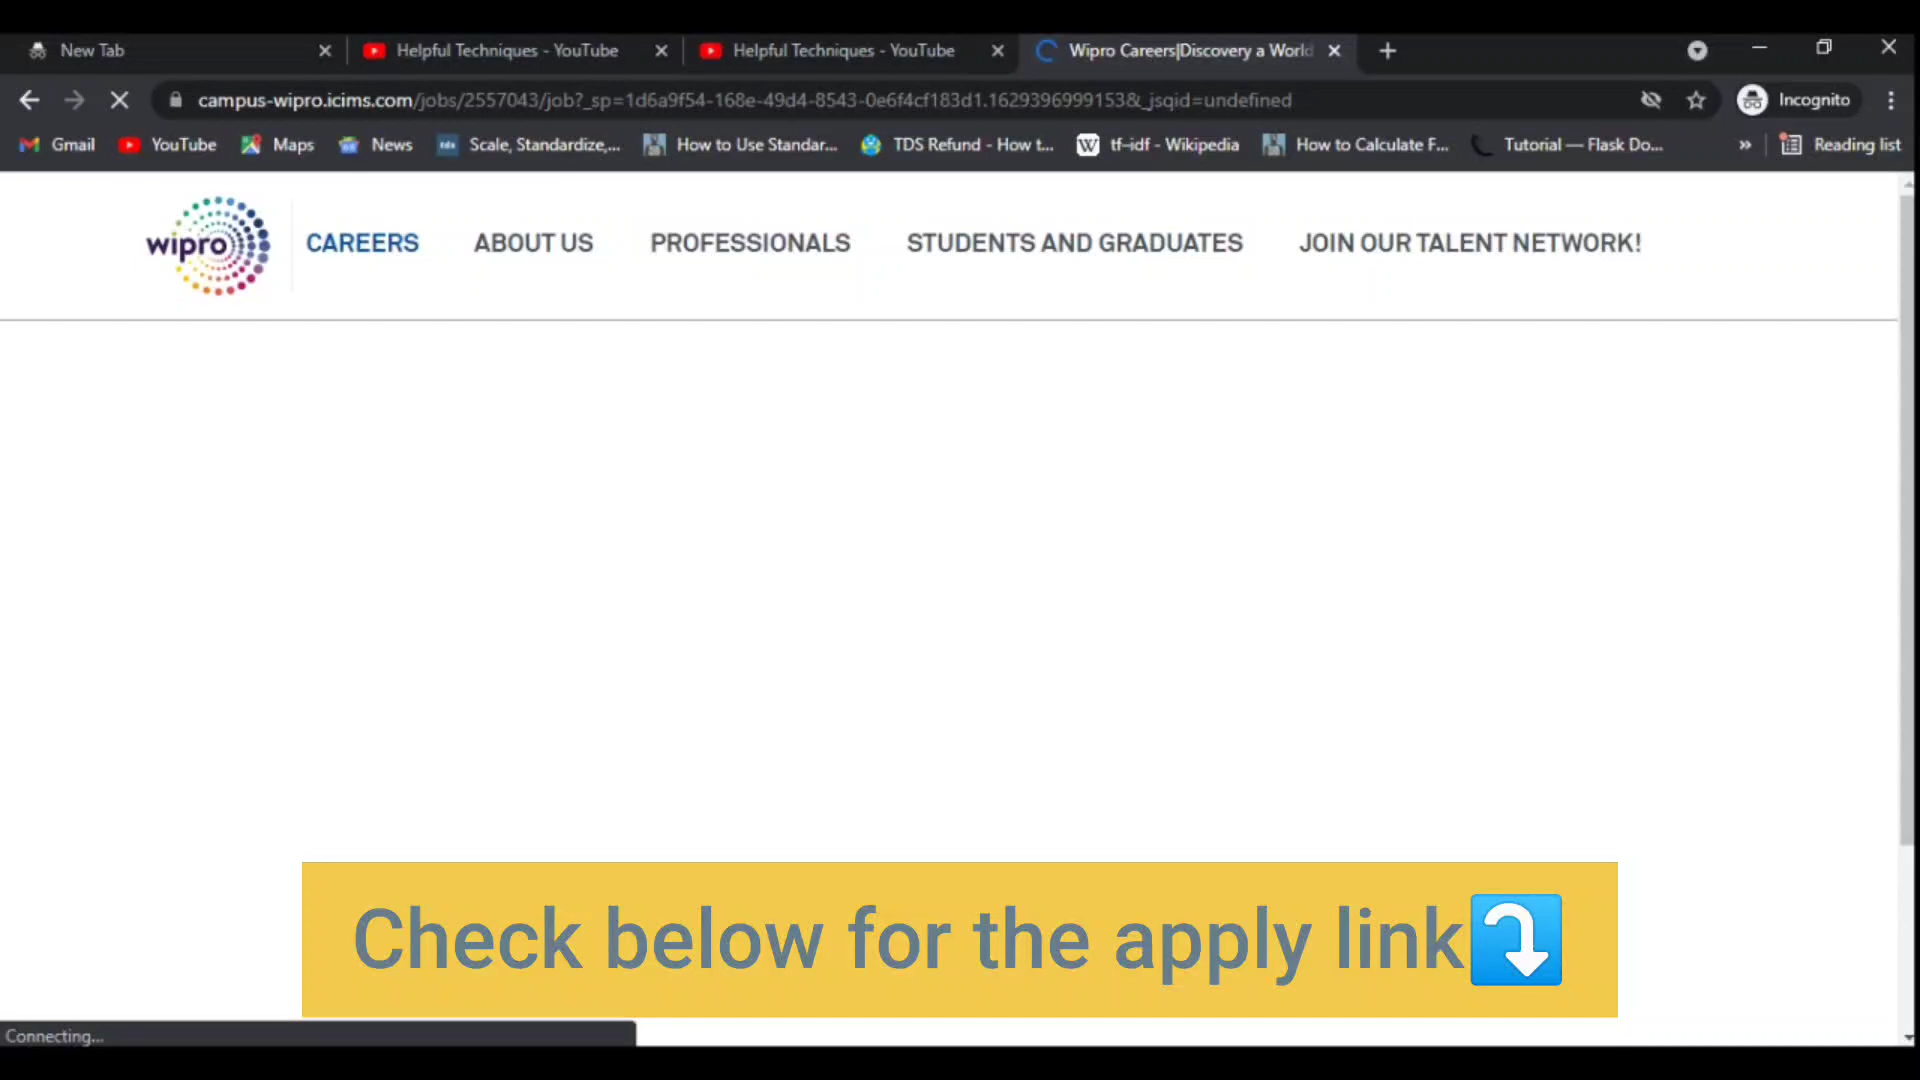 New Tab
Helpful Techniques - YouTube
Helpful Techniques - YouTube
Wipro Careers|Discovery a World
campus-wipro.icims.com/jobs/2557043/job?_sp=1d6a9f54-168e-49d4-8543-0e6f4cf183d1.1629396999153&_jsqid=undefined
Incognito
Gmail
YouTube
Maps
News
Scale, Standardize,...
How to Use Standar...
TDS Refund - How t...
W
tf–idf - Wikipedia
How to Calculate F...
Tutorial — Flask Do...
»
Reading list
wipro
CAREERS
ABOUT US
PROFESSIONALS
STUDENTS AND GRADUATES
JOIN OUR TALENT NETWORK!
Check below for the apply link⤵️
Connecting...